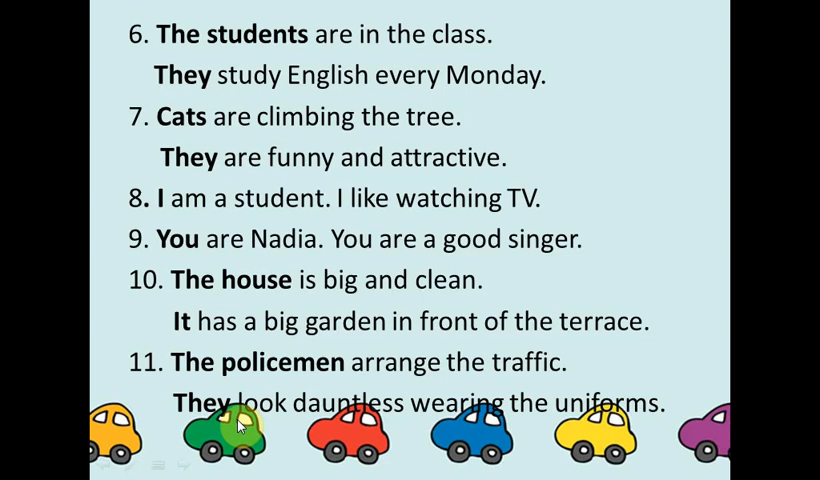 6. The students are in the class.
They study English every Monday.
7. Cats are climbing the tree.
They are funny and attractive.
8. I am a student. I like watching TV.
9. You are Nadia. You are a good singer.
10. The house is big and clean.
It has a big garden in front of the terrace.
11. The policemen arrange the traffic.
They look dauntless wearing the uniforms.